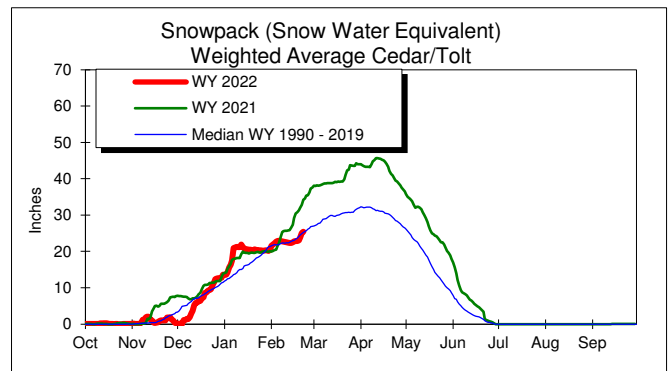 Snowpack (Snow Water Equivalent)
Weighted Average Cedar/Tolt
WY 2022
WY 2021
Median WY 1990 - 2019
Inches
70
60
50
40
30
20
10
0
Oct Nov Dec Jan Feb Mar Apr May Jun Jul Aug Sep